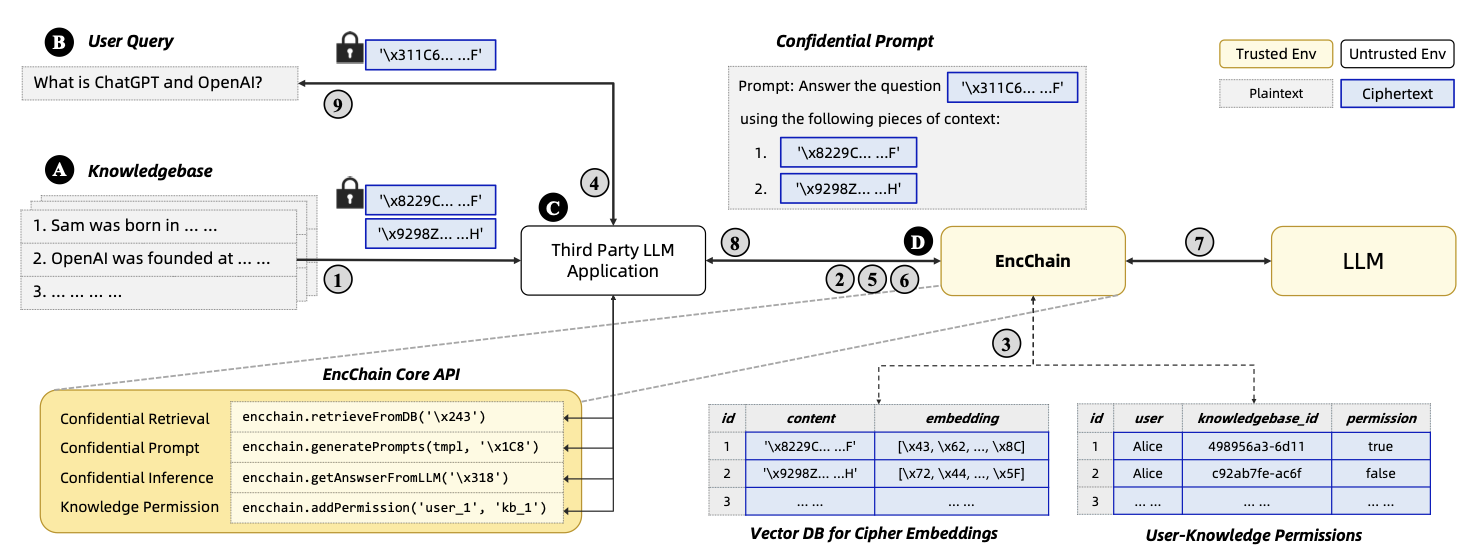 B User Query
'\x311C6... ...F'
What is ChatGPT and OpenAI?
9
Confidential Prompt
Prompt: Answer the question '\x311C6... ...F'
using the following pieces of context:
1. '\x8229C... ...F'
2. '\x9298Z... ...H'
Trusted Env
Untrusted Env
Plaintext
Ciphertext
A Knowledgebase
'\x8229C... ...F'
'\x9298Z... ...H'
1. Sam was born in ... ...
2. OpenAI was founded at ... ...
3. ... ... ... ...
1
4
C
Third Party LLM
Application
8
2 5 6
D
EncChain
7
LLM
3
EncChain Core API
Confidential Retrieval encchain.retrieveFromDB('\x243')
Confidential Prompt encchain.generatePrompts(tmpl, '\x1C8')
Confidential Inference encchain.getAnswserFromLLM('\x318')
Knowledge Permission encchain.addPermission('user_1', 'kb_1')
id content embedding
1 '\x8229C... ...F' [\x43, \x62, ..., \x8C]
2 '\x9298Z... ...H' [\x72, \x44, ..., \x5F]
3 ... ... ... ...
Vector DB for Cipher Embeddings
id user knowledgebase_id permission
1 Alice 498956a3-6d11 true
2 Alice c92ab7fe-ac6f false
3 ... ... ... ... ... ...
User-Knowledge Permissions